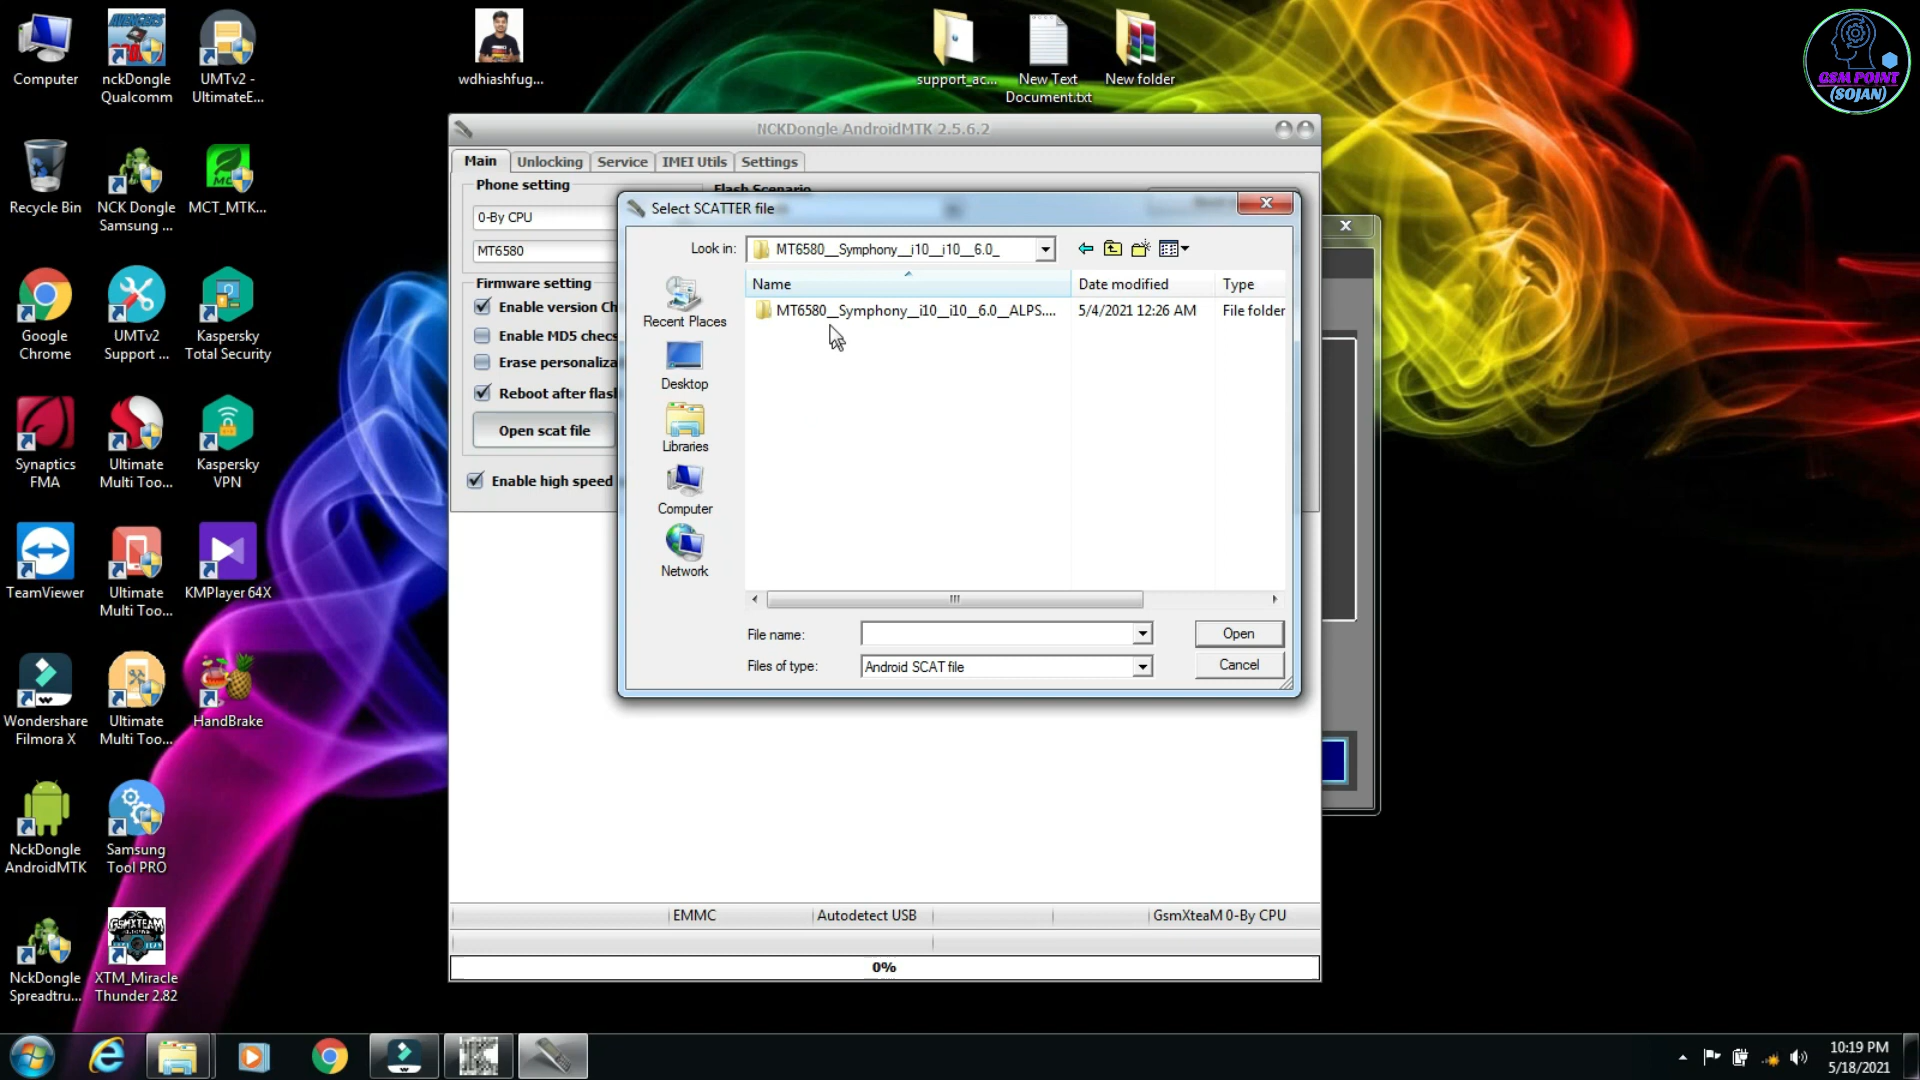 Computer
nckDongle
Qualcomm
UMTv2 -
UltimateE...
wdhiashfug...
support_ac...
New Text
Document.txt
New folder
GSM POINT
(SOJAN)
Recycle Bin
NCK Dongle
Samsung ...
MCT_MTK...
Google
Chrome
UMTv2
Support ...
Kaspersky
Total Security
Synaptics
FMA
Ultimate
Multi Too...
Kaspersky
VPN
TeamViewer
Ultimate
Multi Too...
KMPlayer 64X
Wondershare
Filmora X
Ultimate
Multi Too...
HandBrake
NckDongle
AndroidMTK
Samsung
Tool PRO
NckDongle
Spreadtru...
XTM_Miracle
Thunder 2.82
NCKDongle AndroidMTK 2.5.6.2
Main Unlocking Service IMEI Utils Settings
Phone setting
Flash Scenario
0-By CPU
MT6580
Firmware setting
Enable version Ch
Enable MD5 checs
Erase personaliza
Reboot after flasl
Open scat file
Enable high speed
Select SCATTER file
Look in: MT6580__Symphony__i10__i10__6.0_
Name Date modified Type
MT6580__Symphony__i10__i10__6.0__ALPS.... 5/4/2021 12:26 AM File folder
Recent Places
Desktop
Libraries
Computer
Network
File name: Open
Files of type: Android SCAT file Cancel
EMMC Autodetect USB GsmXteaM 0-By CPU
0%
10:19 PM
5/18/2021